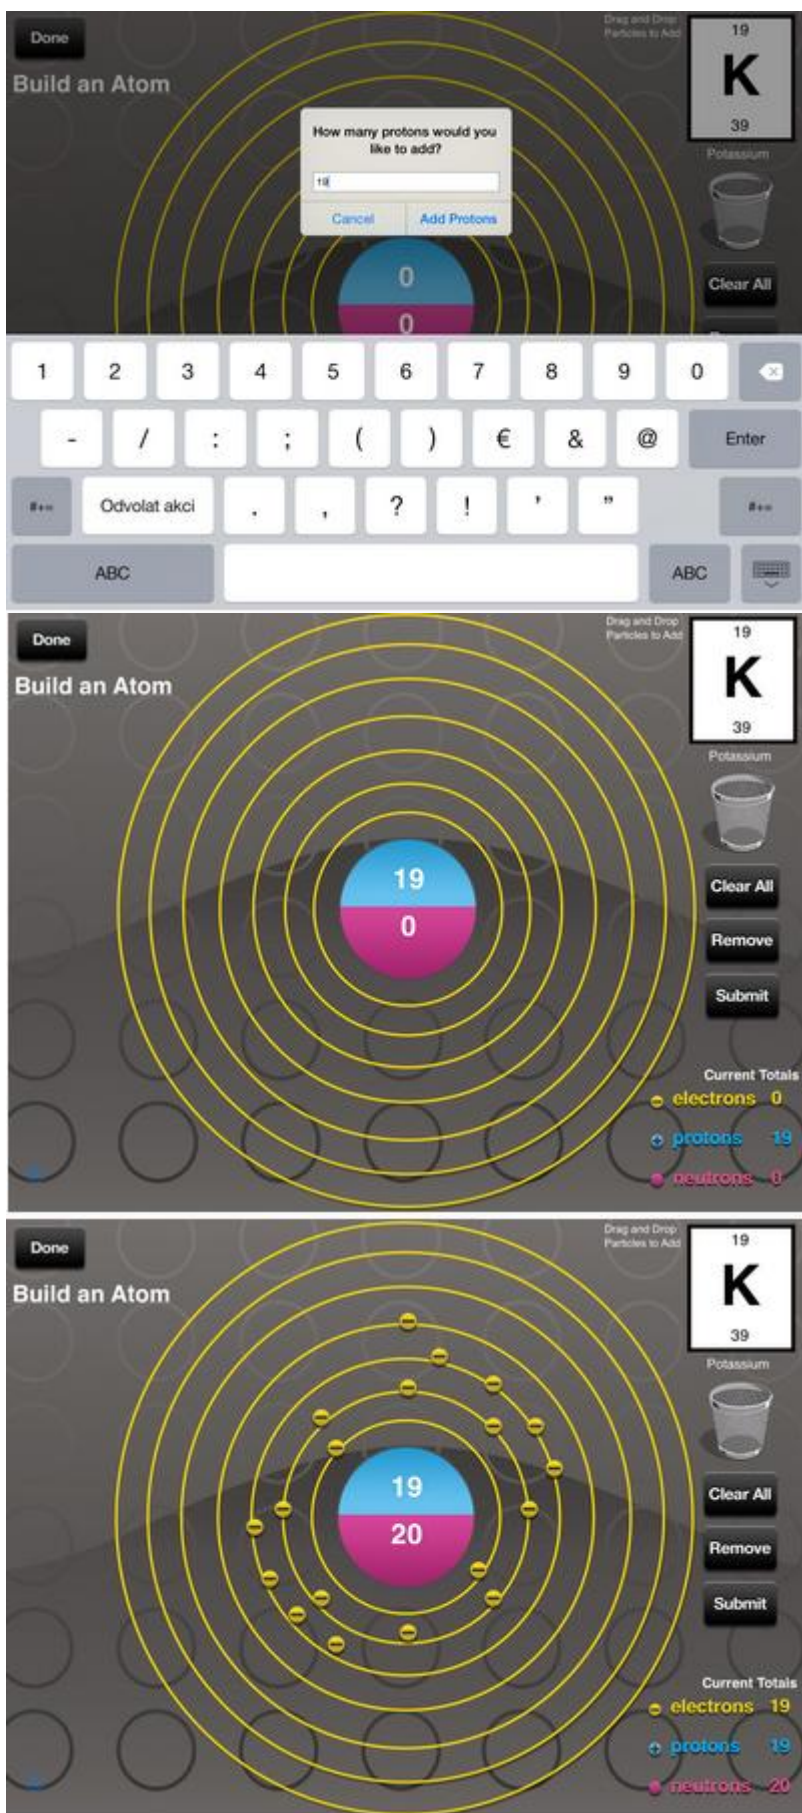 Done
Build an Atom
Drag and Drop
Particles to Add
19
K
39
Potassium
How many protons would you
like to add?
19
Cancel
Add Protons
0
0
Clear All
1 2 3 4 5 6 7 8 9 0
- / : ; ( ) € & @ Enter
#+= Odvolat akci . , ? ! ' " #+=
ABC ABC
Done
Build an Atom
Drag and Drop
Particles to Add
19
K
39
Potassium
19
0
Clear All
Remove
Submit
Current Totals
electrons 0
protons 19
neutrons 0
Done
Build an Atom
Drag and Drop
Particles to Add
19
K
39
Potassium
19
20
Clear All
Remove
Submit
Current Totals
electrons 19
protons 19
neutrons 20